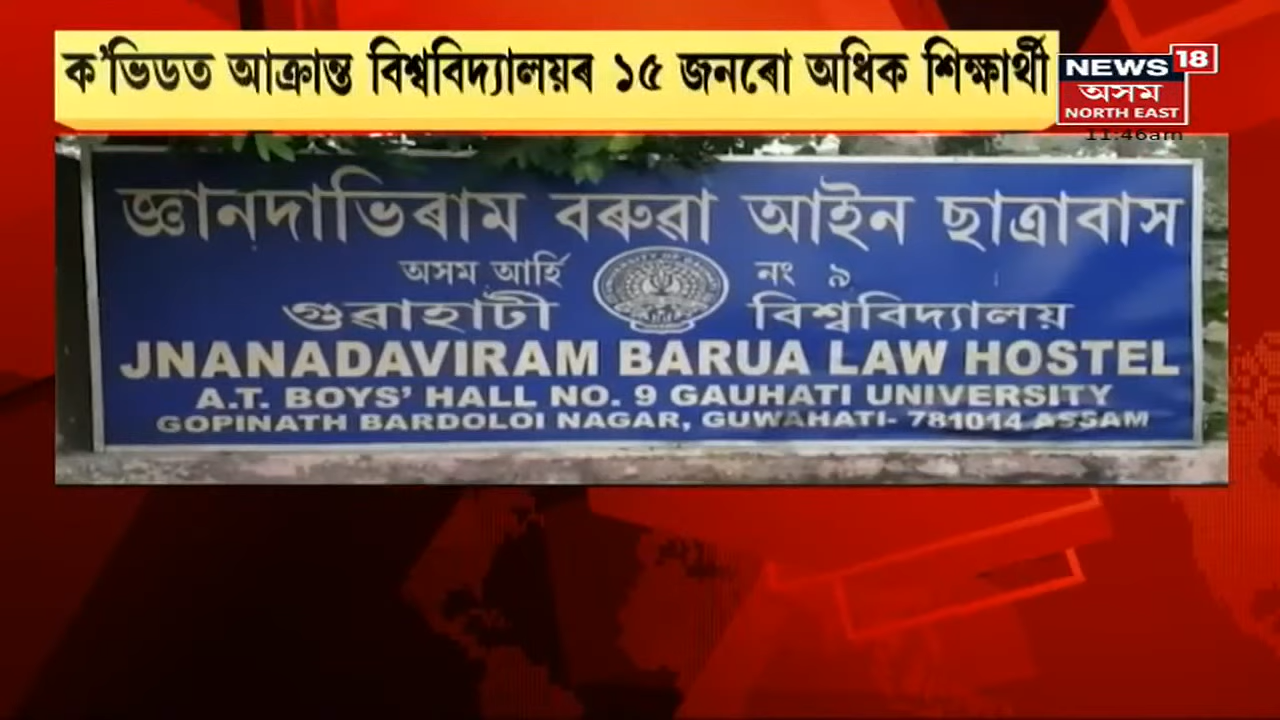 ক'ভিডত আক্ৰান্ত বিশ্ববিদ্যালয়ৰ ১৫ জনৰো অধিক শিক্ষাৰ্থী
NEWS 18
অসম
NORTH EAST
11:46am
জ্ঞানদাভিৰাম বৰুৱা আইন ছাত্ৰাবাস
অসম আৰ্হি নং ৯
গুৱাহাটী বিশ্ববিদ্যালয়
JNANADAVIRAM BARUA LAW HOSTEL
A.T. BOYS' HALL NO. 9 GAUHATI UNIVERSITY
GOPINATH BARDOLOI NAGAR, GUWAHATI- 781014 ASSAM